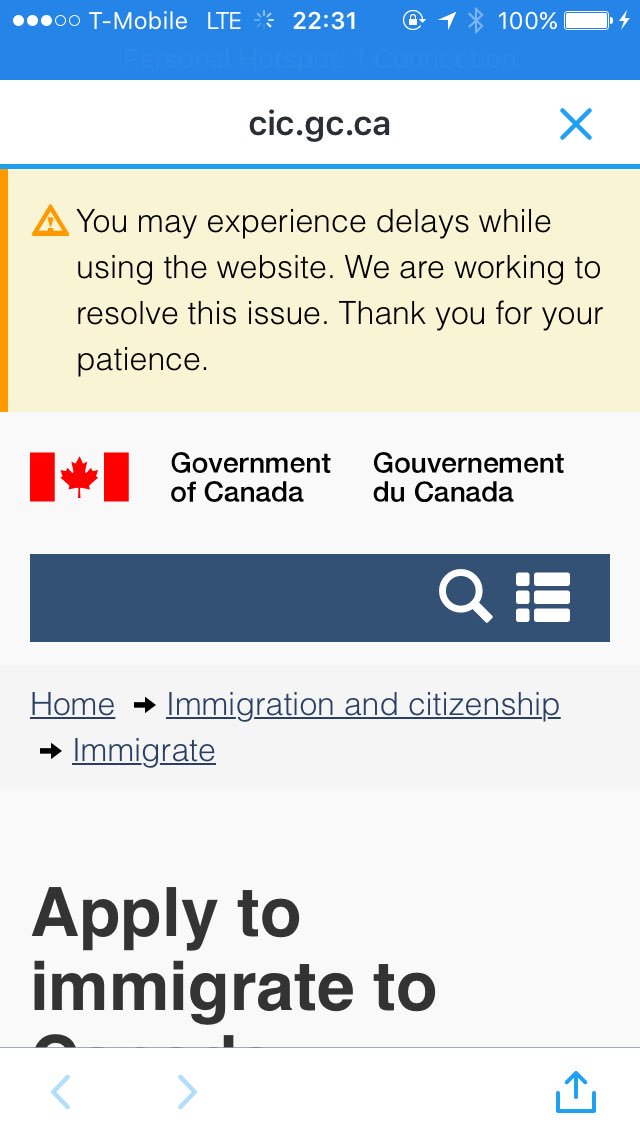 T-Mobile LTE 22:31 100%
Personal Hotspot: 1 Connection
cic.gc.ca
You may experience delays while
using the website. We are working to
resolve this issue. Thank you for your
patience.
Government Gouvernement
of Canada du Canada
Home → Immigration and citizenship
→ Immigrate
Apply to
immigrate to
Canada